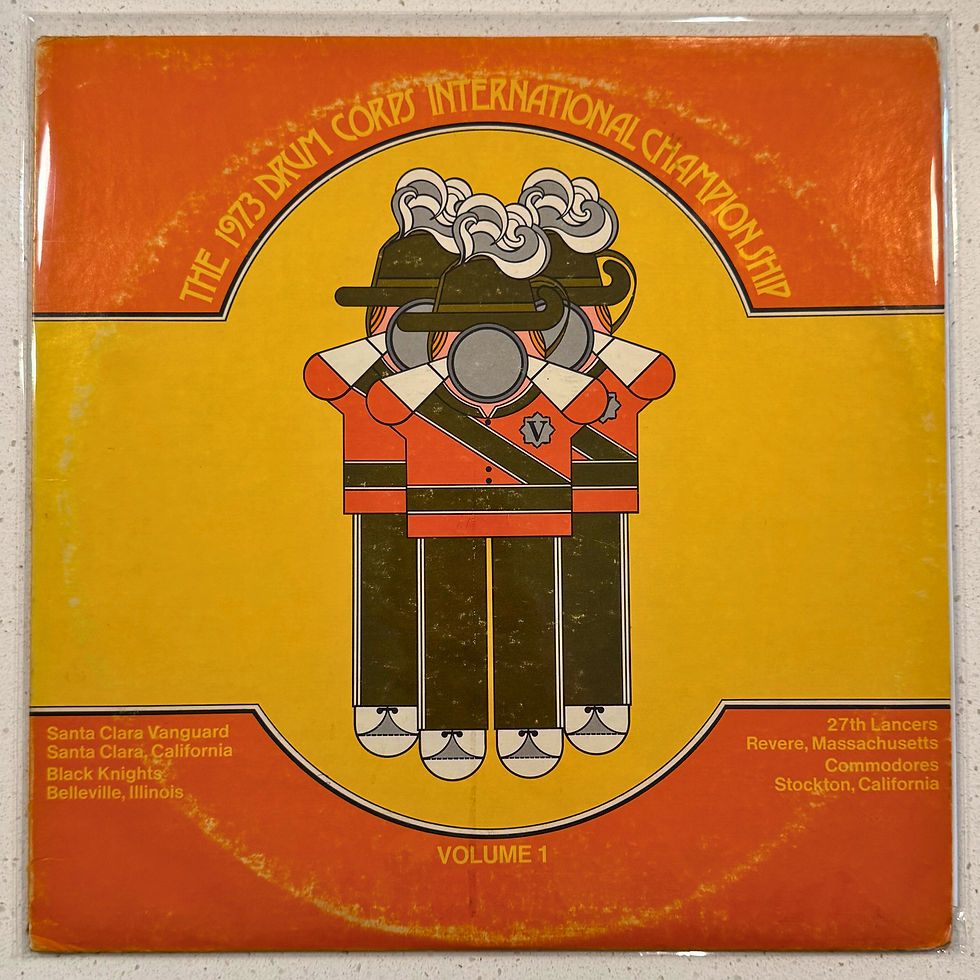 THE 1973 DRUM CORPS INTERNATIONAL CHAMPIONSHIP
V
Santa Clara Vanguard
Santa Clara, California
Black Knights
Belleville, Illinois
27th Lancers
Revere, Massachusetts
Commodores
Stockton, California
VOLUME 1